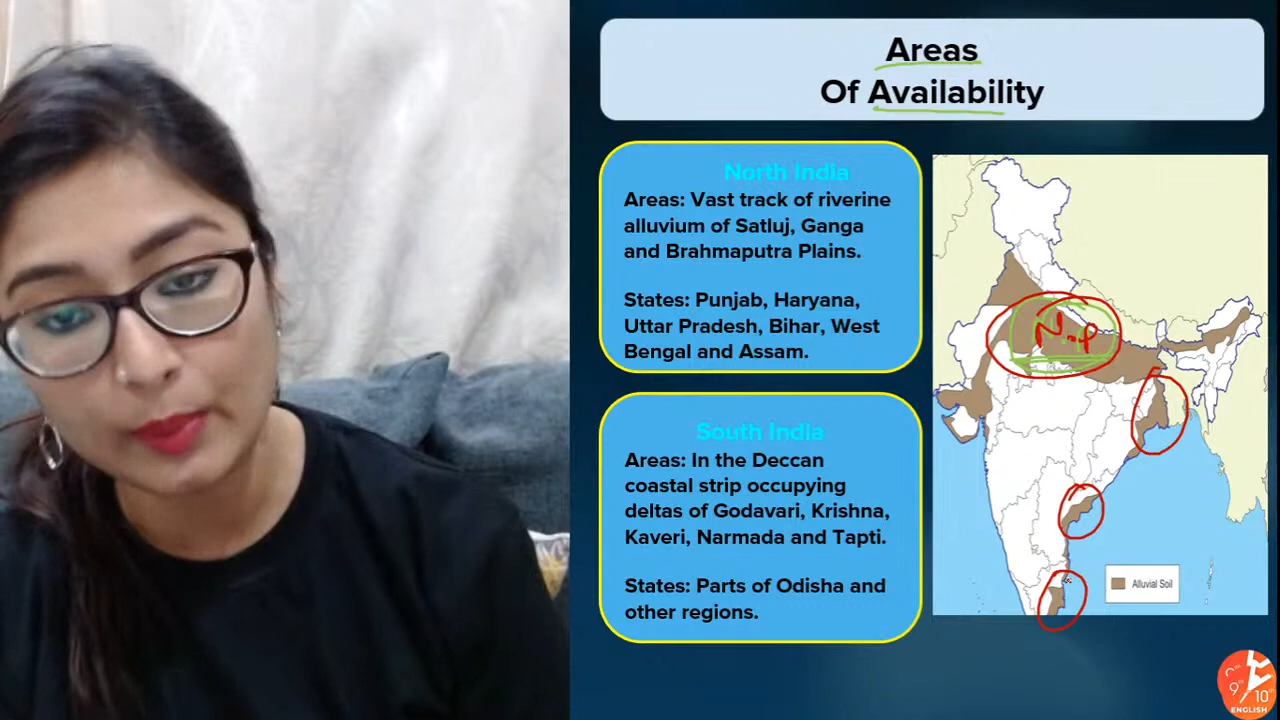 Areas
Of Availability
North India
Areas: Vast track of riverine
alluvium of Satluj, Ganga
and Brahmaputra Plains.
States: Punjab, Haryana,
Uttar Pradesh, Bihar, West
Bengal and Assam.
South India
Areas: In the Deccan
coastal strip occupying
deltas of Godavari, Krishna,
Kaveri, Narmada and Tapti.
States: Parts of Odisha and
other regions.
N.P
Alluvial Soil
9th 10th
ENGLISH